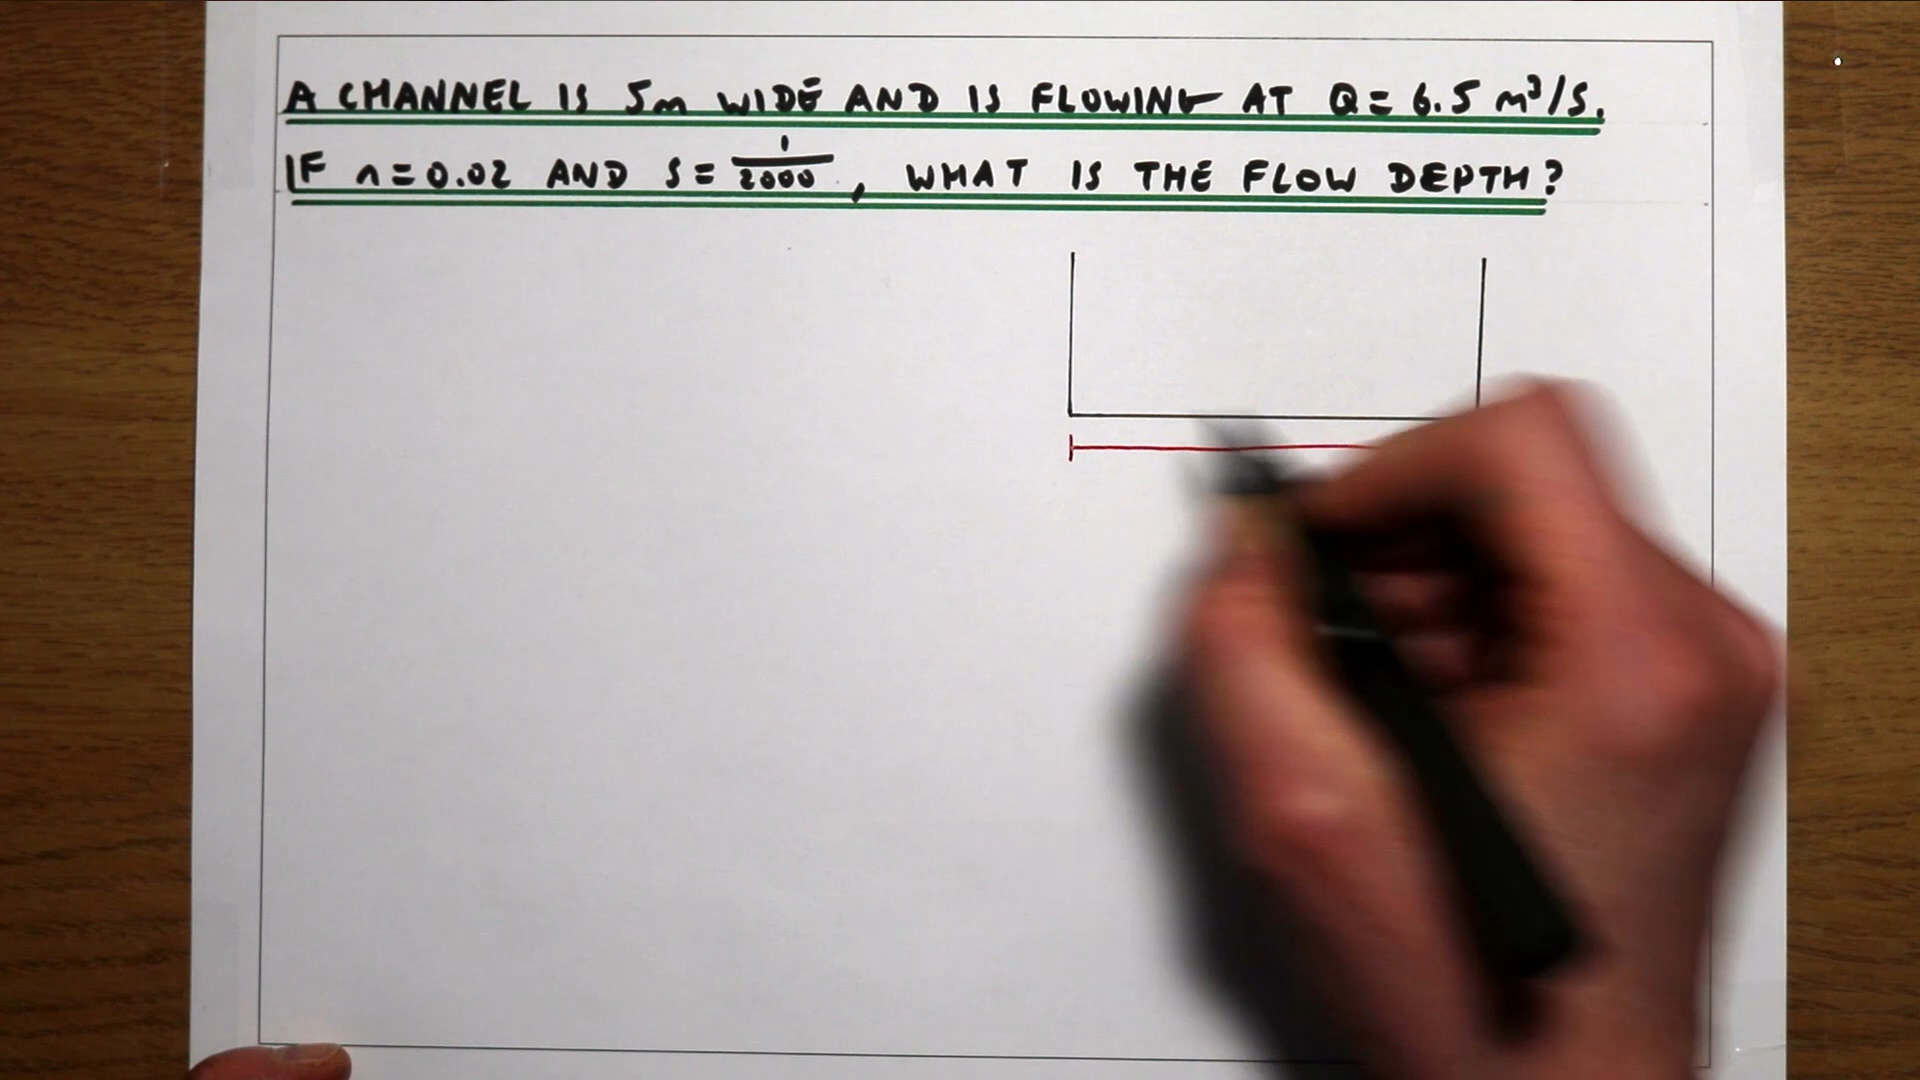 A CHANNEL IS 5m WIDE AND IS FLOWING AT Q = 6.5 m³/S.
IF n = 0.02 AND S = 1/2000, WHAT IS THE FLOW DEPTH?